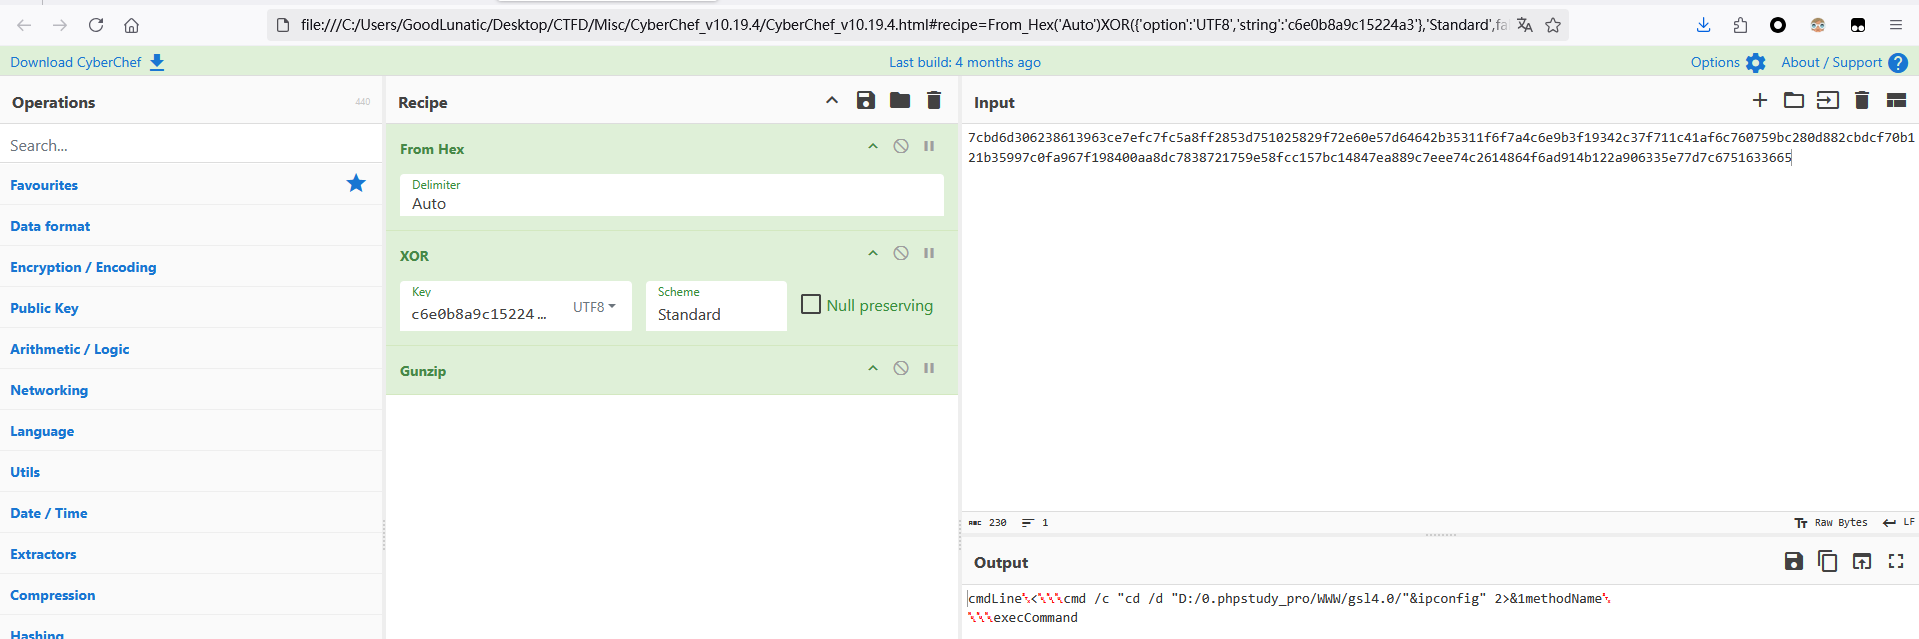 file:///C:/Users/GoodLunatic/Desktop/CTFD/Misc/CyberChef_v10.19.4/CyberChef_v10.19.4.html#recipe=From_Hex('Auto')XOR({'option':'UTF8','string':'c6e0b8a9c15224a3'},'Standard',fa
Download CyberChef
Last build: 4 months ago
Options
About / Support
Operations
440
Recipe
Input
Search...
Favourites
Data format
Encryption / Encoding
Public Key
Arithmetic / Logic
Networking
Language
Utils
Date / Time
Extractors
Compression
Hashing
From Hex
Delimiter
Auto
XOR
Key
c6e0b8a9c15224...
UTF8
Scheme
Standard
Null preserving
Gunzip
7cbd6d306238613963ce7efc7fc5a8ff2853d751025829f72e60e57d64642b35311f6f7a4c6e9b3f19342c37f711c41af6c760759bc280d882cbdcf70b1
21b35997c0fa967f198400aa8dc7838721759e58fcc157bc14847ea889c7eee74c2614864f6ad914b122a906335e77d7c6751633665
ABC 230
1
Raw Bytes
LF
Output
cmdLine <cmd /c "cd /d "D:/0.phpstudy_pro/WWW/gsl4.0/"&ipconfig" 2>&1methodName
execCommand